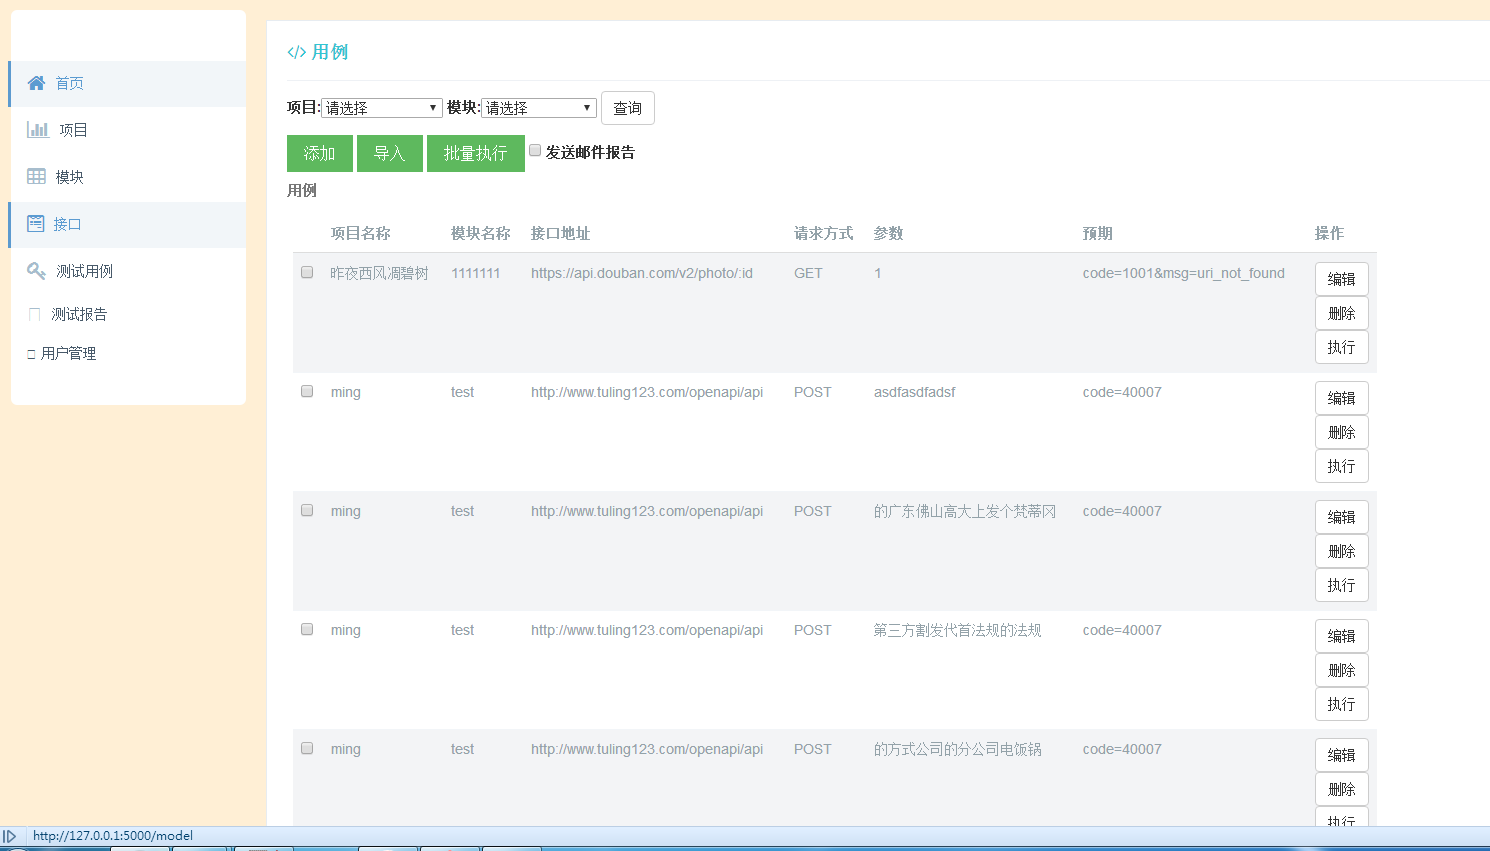 首页
项目
模块
接口
测试用例
测试报告
用户管理
</> 用例
项目: 请选择 模块: 请选择 查询
添加 导入 批量执行 发送邮件报告
用例
项目名称 模块名称 接口地址 请求方式 参数 预期 操作
昨夜西风凋碧树 1111111 https://api.douban.com/v2/photo/:id GET 1 code=1001&msg=uri_not_found 编辑
删除
执行
ming test http://www.tuling123.com/openapi/api POST asdfasdfadsf code=40007 编辑
删除
执行
ming test http://www.tuling123.com/openapi/api POST 的广东佛山高大上发个梵蒂冈 code=40007 编辑
删除
执行
ming test http://www.tuling123.com/openapi/api POST 第三方割发代首法规的法规 code=40007 编辑
删除
执行
ming test http://www.tuling123.com/openapi/api POST 的方式公司的分公司电饭锅 code=40007 编辑
删除
执行
http://127.0.0.1:5000/model